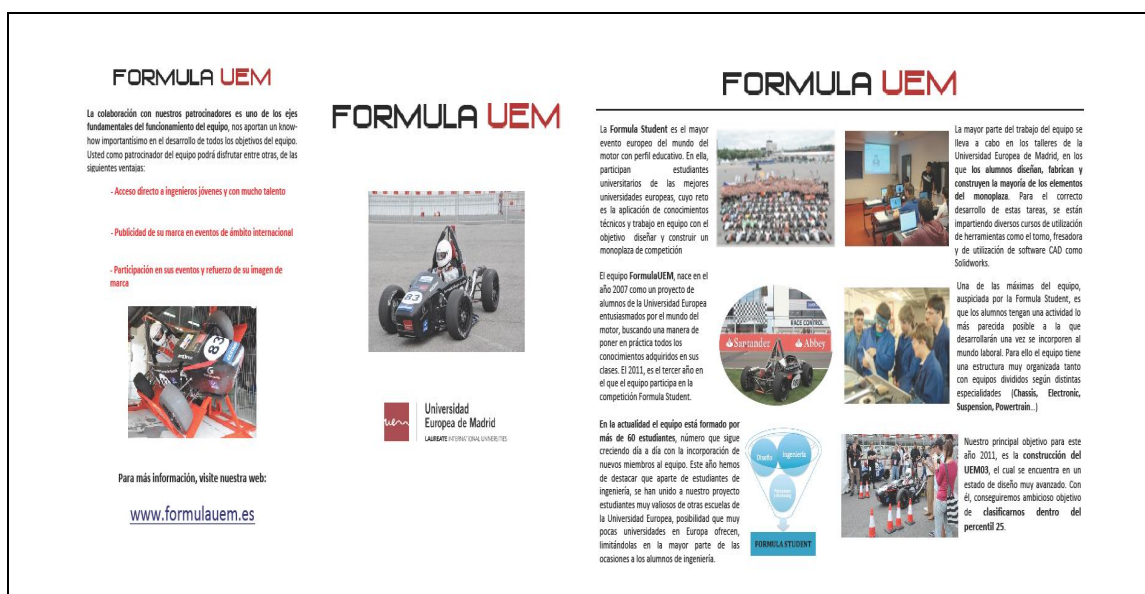 FORMULA UEM
La colaboración con nuestros patrocinadores es uno de los ejes
fundamentales del funcionamiento del equipo, nos aportan un know-
how importantísimo en el desarrollo de todos los objetivos del equipo.
Usted como patrocinador del equipo podrá disfrutar entre otras, de las
siguientes ventajas:
- Acceso directo a ingenieros jóvenes y con mucho talento
- Publicidad de su marca en eventos de ámbito internacional
- Participación en sus eventos y refuerzo de su imagen de
marca
83
Para más información, visite nuestra web:
www.formulauem.es
FORMULA UEM
83
uem
Universidad
Europea de Madrid
LAUREATE INTERNATIONAL UNIVERSITIES
FORMULA UEM
La Formula Student es el mayor
evento europeo del mundo del
motor con perfil educativo. En ella,
participan estudiantes
universitarios de las mejores
universidades europeas, cuyo reto
es la aplicación de conocimientos
técnicos y trabajo en equipo con el
objetivo diseñar y construir un
monoplaza de competición
El equipo FormulaUEM, nace en el
año 2007 como un proyecto de
alumnos de la Universidad Europea
entusiasmados por el mundo del
motor, buscando una manera de
poner en práctica todos los
conocimientos adquiridos en sus
clases. El 2011, es el tercer año en
el que el equipo participa en la
competición Formula Student.
En la actualidad el equipo está formado por
más de 60 estudiantes, número que sigue
creciendo día a día con la incorporación de
nuevos miembros al equipo. Este año hemos
de destacar que aparte de estudiantes de
ingeniería, se han unido a nuestro proyecto
estudiantes muy valiosos de otras escuelas de
la Universidad Europea, posibilidad que muy
pocas universidades en Europa ofrecen,
limitándolas en la mayor parte de las
ocasiones a los alumnos de ingeniería.
RACE CONTROL
Santander Abbey
Diseño
Ingeniería
FORMULA STUDENT
La mayor parte del trabajo del equipo se
lleva a cabo en los talleres de la
Universidad Europea de Madrid, en los
que los alumnos diseñan, fabrican y
construyen la mayoría de los elementos
del monoplaza. Para el correcto
desarrollo de estas tareas, se están
impartiendo diversos cursos de utilización
de herramientas como el torno, fresadora
y de utilización de software CAD como
Solidworks.
Una de las máximas del equipo,
auspiciada por la Formula Student, es
que los alumnos tengan una actividad lo
más parecida posible a la que
desarrollarán una vez se incorporen al
mundo laboral. Para ello el equipo tiene
una estructura muy organizada tanto
con equipos divididos según distintas
especialidades (Chassis, Electronic,
Suspension, Powertrain...)
Nuestro principal objetivo para este
año 2011, es la construcción del
UEM03, el cual se encuentra en un
estado de diseño muy avanzado. Con
él, conseguiremos ambicioso objetivo
de clasificarnos dentro del
percentil 25.